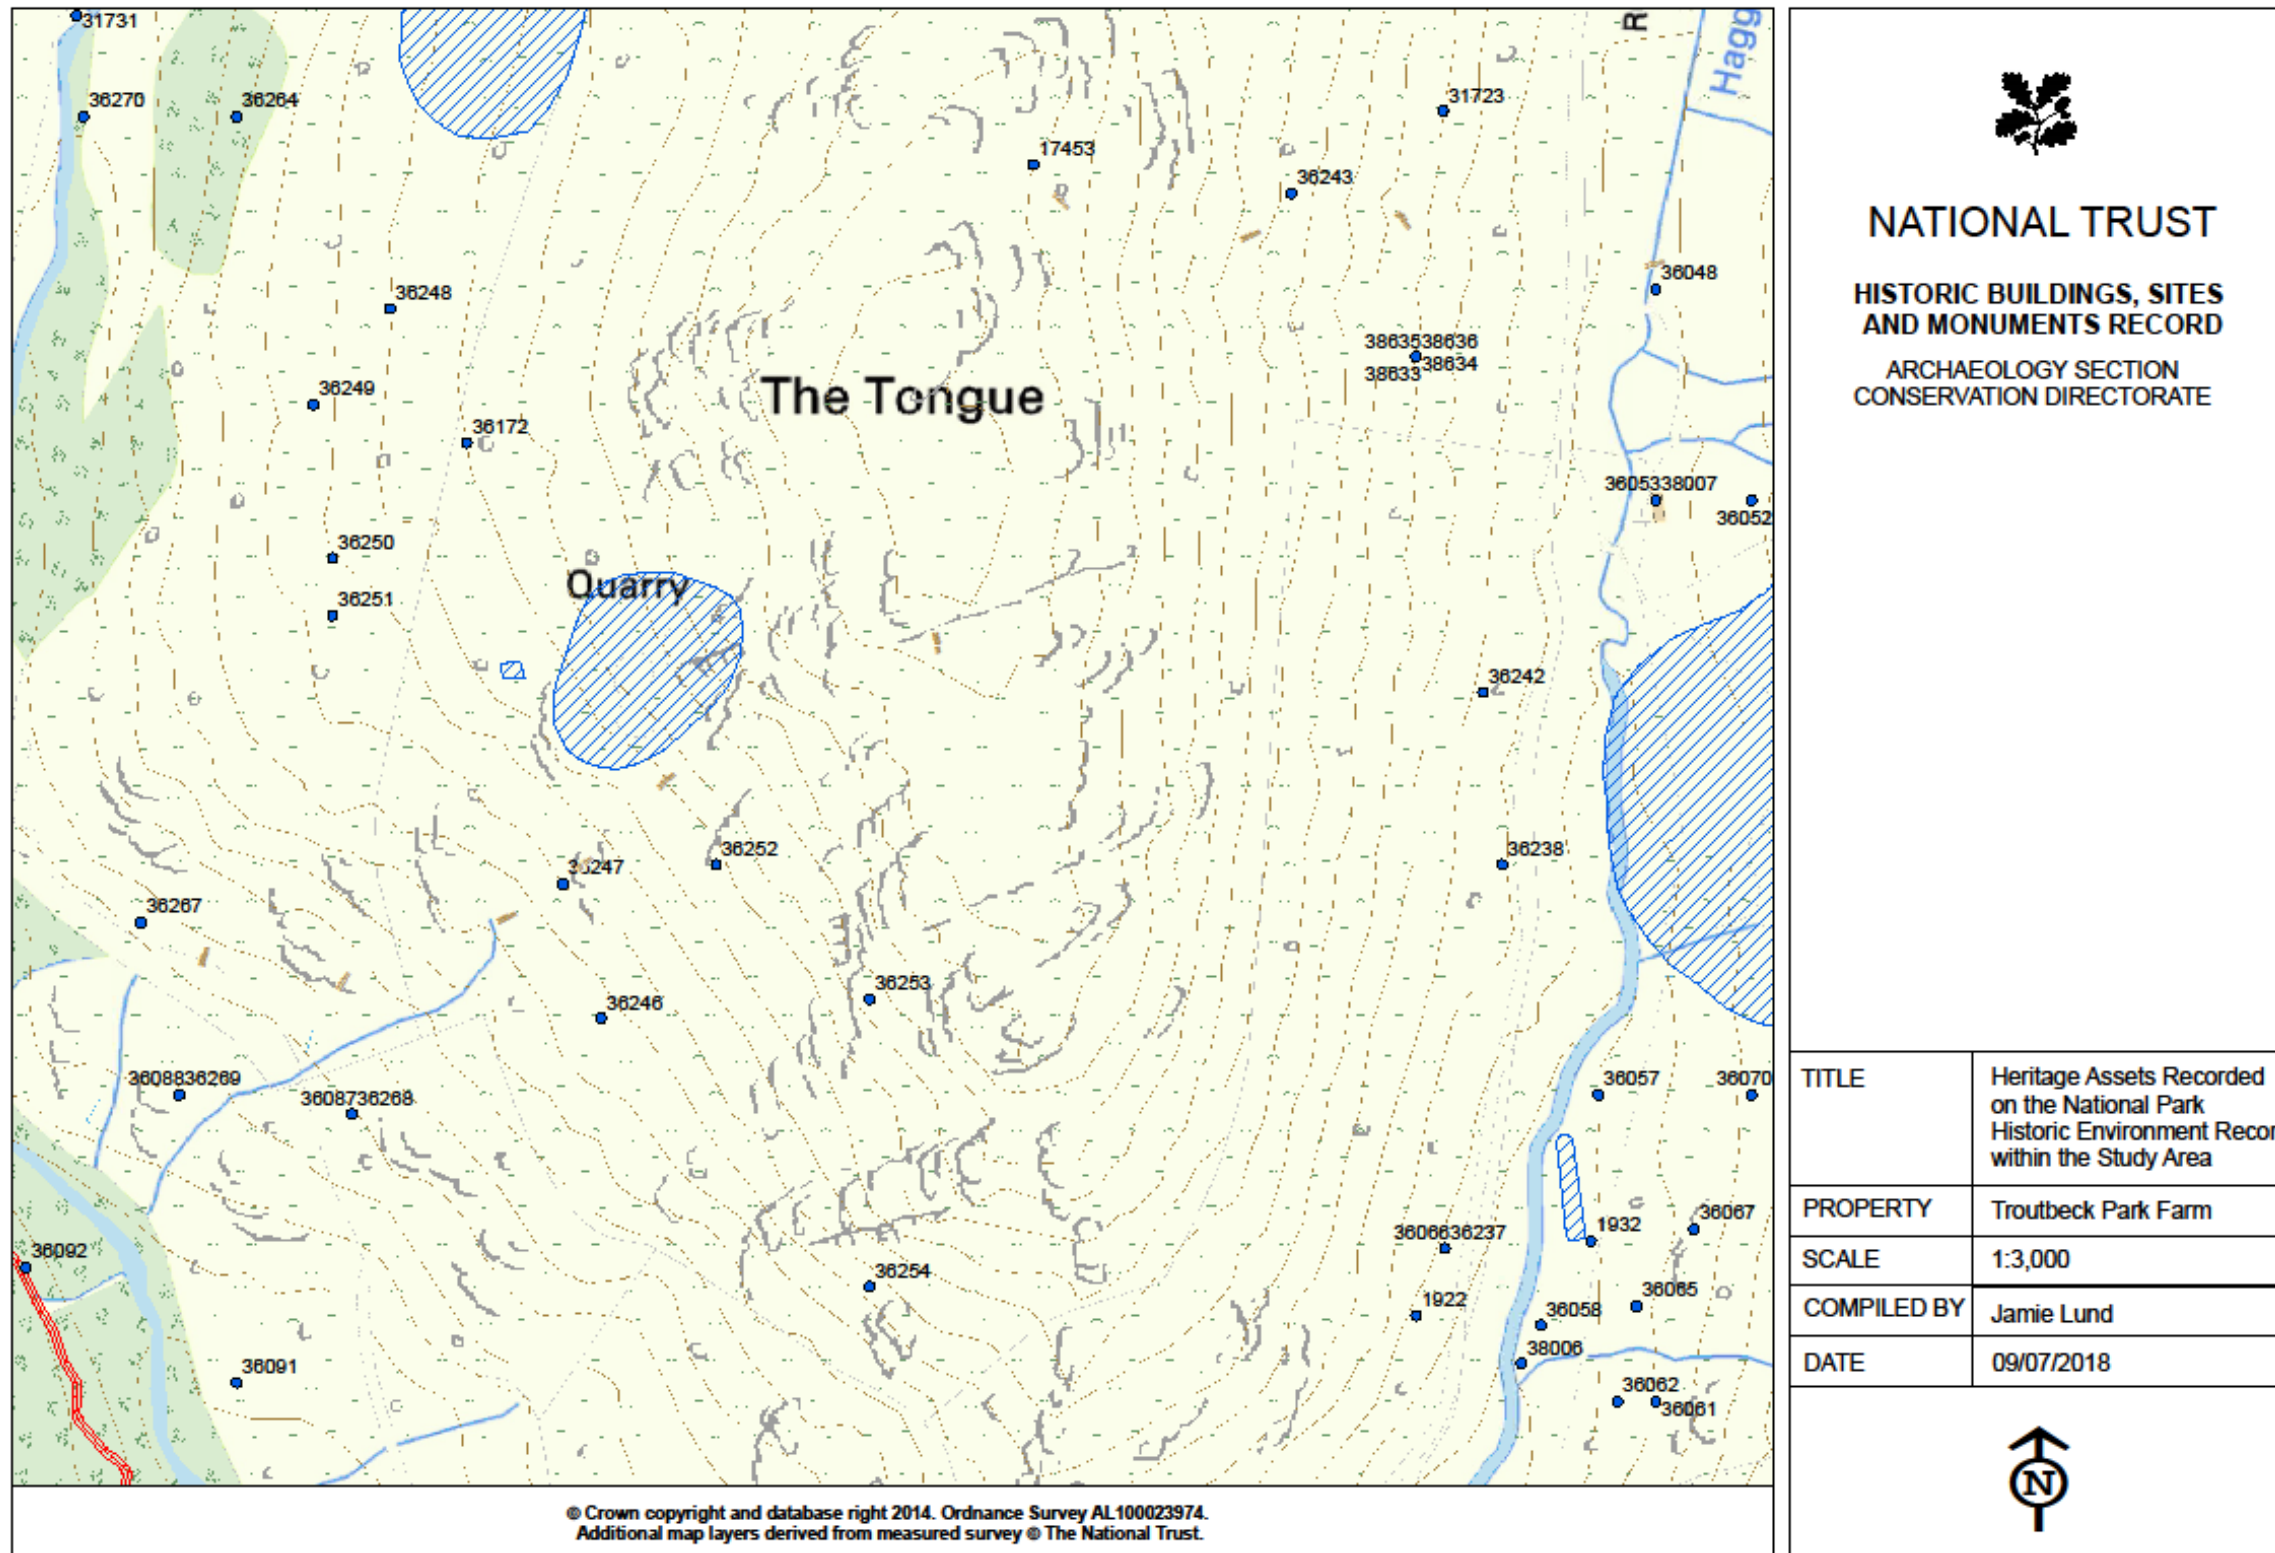 31731
R
Hagg
36270
36264
31723
17453
36243
36048
36248
3863538636
38634
38633
The Tongue
36249
36172
3605338007
36052
36250
Quarry
36251
36242
36252
36238
36267
36253
36246
3608836269
3608736268
36057
36070
1932
36067
3606636237
36092
36254
1922
36065
36058
38006
36091
36062
36061
© Crown copyright and database right 2014. Ordnance Survey AL100023974.
Additional map layers derived from measured survey © The National Trust.
NATIONAL TRUST
HISTORIC BUILDINGS, SITES
AND MONUMENTS RECORD
ARCHAEOLOGY SECTION
CONSERVATION DIRECTORATE
TITLE
Heritage Assets Recorded
on the National Park
Historic Environment Recor
within the Study Area
PROPERTY
Troutbeck Park Farm
SCALE
1:3,000
COMPILED BY
Jamie Lund
DATE
09/07/2018
N